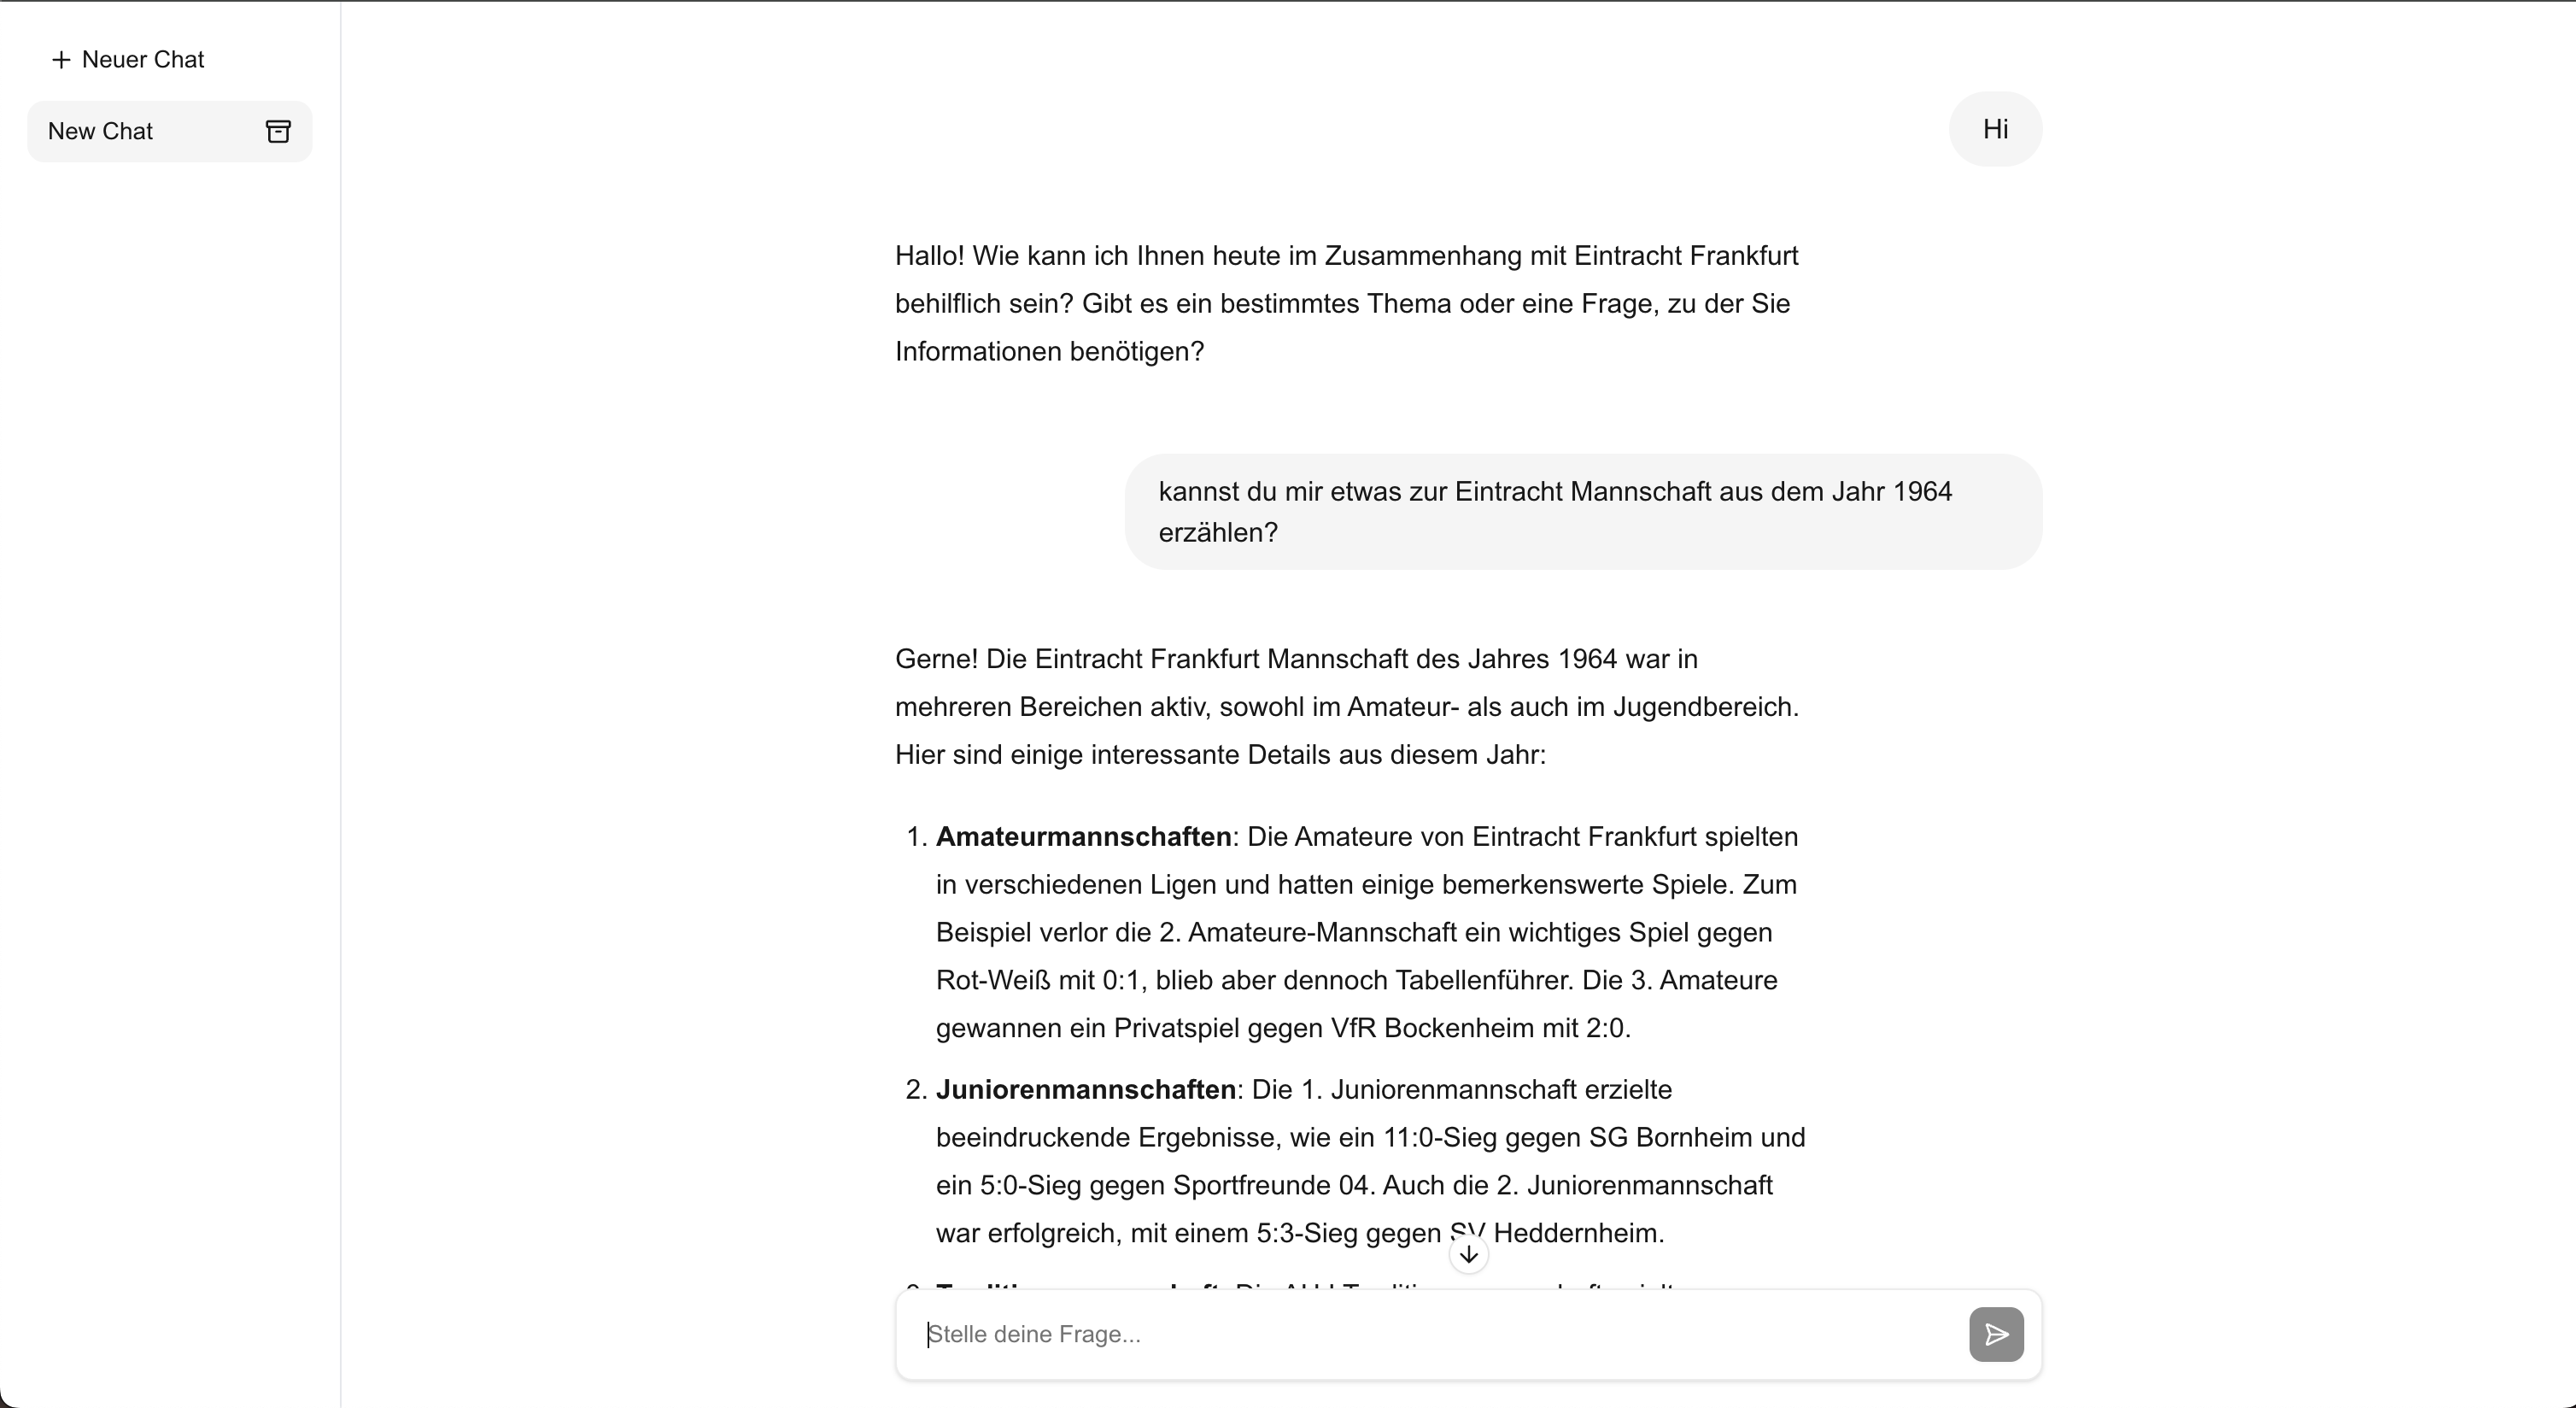 Neuer Chat
New Chat
Hi
Hallo! Wie kann ich Ihnen heute im Zusammenhang mit Eintracht Frankfurt
behilflich sein? Gibt es ein bestimmtes Thema oder eine Frage, zu der Sie
Informationen benötigen?
kannst du mir etwas zur Eintracht Mannschaft aus dem Jahr 1964
erzählen?
Gerne! Die Eintracht Frankfurt Mannschaft des Jahres 1964 war in
mehreren Bereichen aktiv, sowohl im Amateur- als auch im Jugendbereich.
Hier sind einige interessante Details aus diesem Jahr:
1. Amateurmannschaften: Die Amateure von Eintracht Frankfurt spielten
in verschiedenen Ligen und hatten einige bemerkenswerte Spiele. Zum
Beispiel verlor die 2. Amateure-Mannschaft ein wichtiges Spiel gegen
Rot-Weiß mit 0:1, blieb aber dennoch Tabellenführer. Die 3. Amateure
gewannen ein Privatspiel gegen VfR Bockenheim mit 2:0.
2. Juniorenmannschaften: Die 1. Juniorenmannschaft erzielte
beeindruckende Ergebnisse, wie ein 11:0-Sieg gegen SG Bornheim und
ein 5:0-Sieg gegen Sportfreunde 04. Auch die 2. Juniorenmannschaft
war erfolgreich, mit einem 5:3-Sieg gegen SV Heddernheim.
Stelle deine Frage...